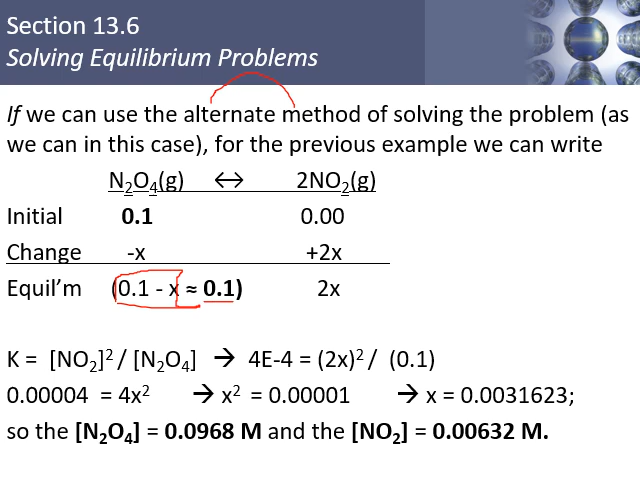 Section 13.6
Solving Equilibrium Problems
If we can use the alternate method of solving the problem (as
we can in this case), for the previous example we can write
N₂O₄(g) ↔ 2NO₂(g)
Initial 0.1 0.00
Change -x +2x
Equil’m (0.1 - x ≈ 0.1) 2x
K = [NO₂]² / [N₂O₄] → 4E-4 = (2x)² / (0.1)
0.00004 = 4x² → x² = 0.00001 → x = 0.0031623;
so the [N₂O₄] = 0.0968 M and the [NO₂] = 0.00632 M.